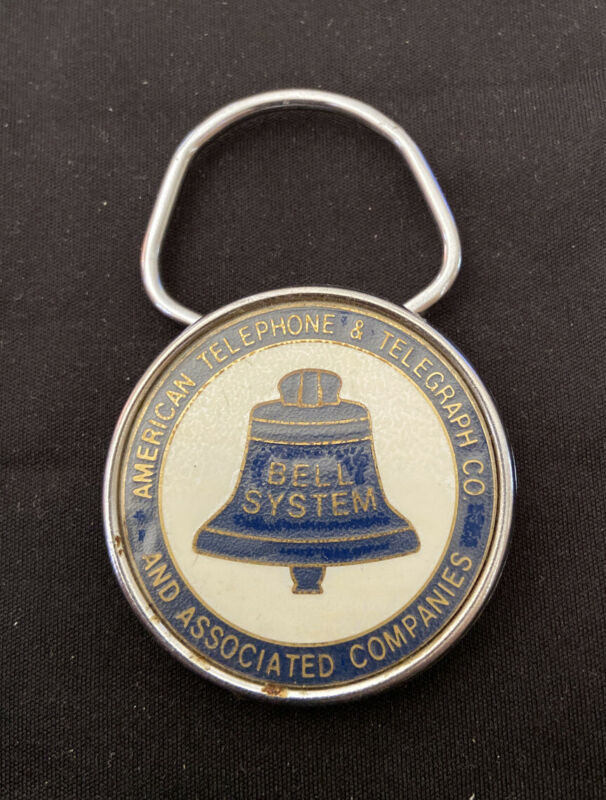 AMERICAN TELEPHONE & TELEGRAPH CO
BELL
SYSTEM
AND ASSOCIATED COMPANIES